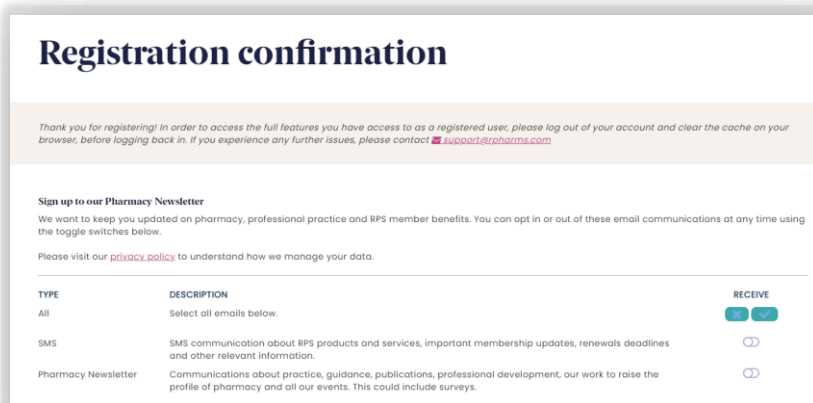 Registration confirmation
Thank you for registering! In order to access the full features you have access to as a registered user, please log out of your account and clear the cache on your
browser, before logging back in. If you experience any further issues, please contact support@rpharms.com
Sign up to our Pharmacy Newsletter
We want to keep you updated on pharmacy, professional practice and RPS member benefits. You can opt in or out of these email communications at any time using
the toggle switches below.
Please visit our privacy policy to understand how we manage your data.
TYPE DESCRIPTION RECEIVE
All Select all emails below.
SMS SMS communication about RPS products and services, important membership updates, renewals deadlines
and other relevant information.
Pharmacy Newsletter Communications about practice, guidance, publications, professional development, our work to raise the
profile of pharmacy and all our events. This could include surveys.